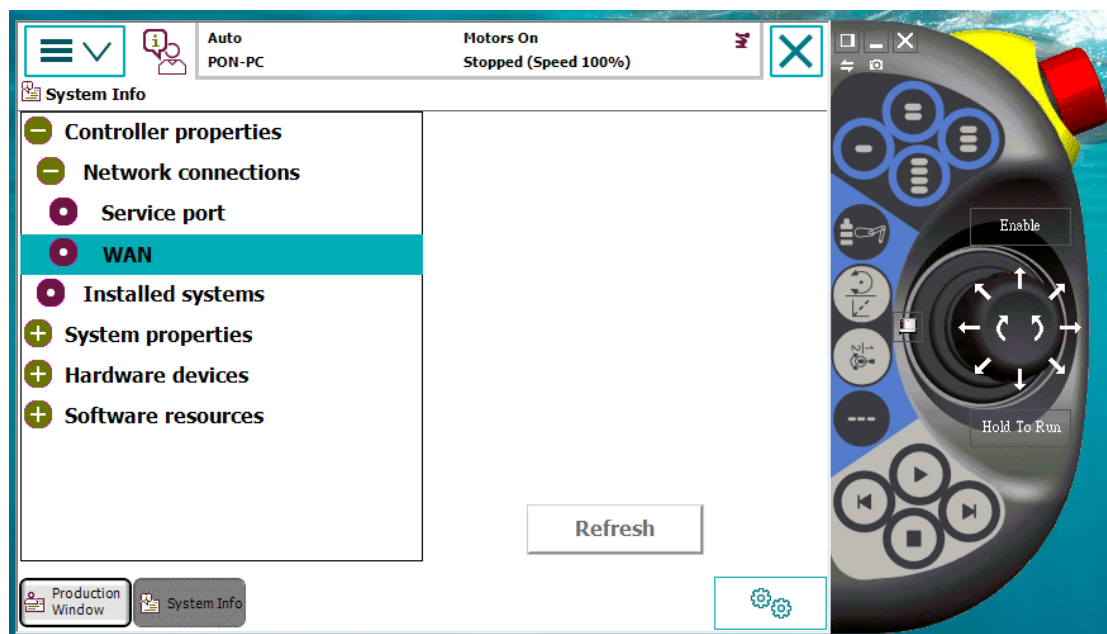 Auto
PON-PC
Motors On
Stopped (Speed 100%)
System Info
Controller properties
Network connections
Service port
WAN
Installed systems
System properties
Hardware devices
Software resources
Refresh
Production
Window
System Info
Enable
Hold To Run